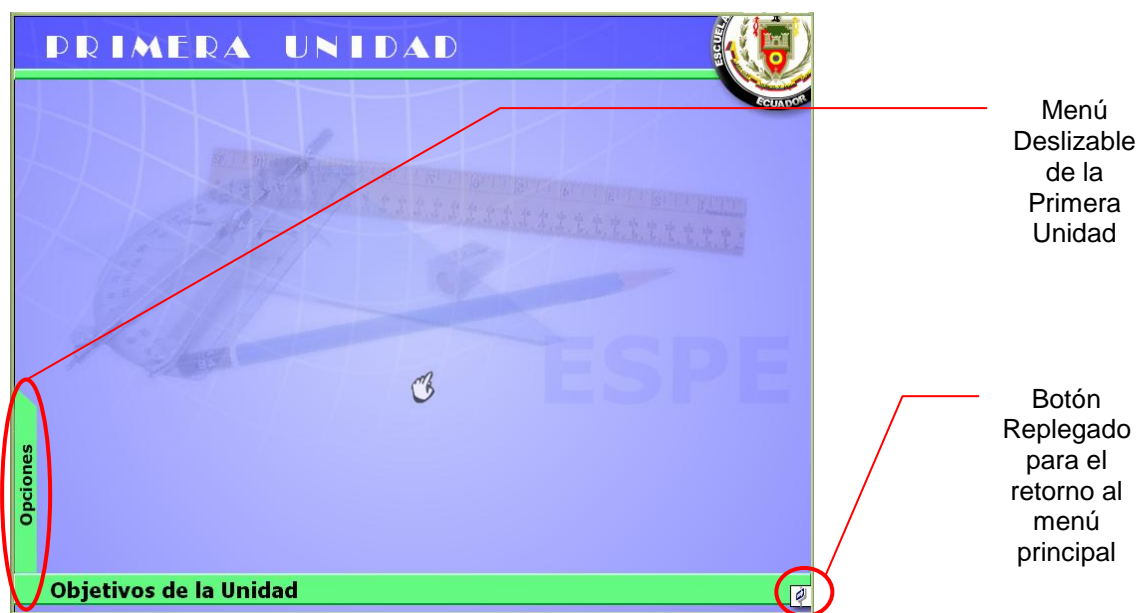 PRIMERA UNIDAD
ESCUELA
ECUADOR
Menú
Deslizable
de la
Primera
Unidad
ESPE
Botón
Replegado
para el
retorno al
menú
principal
Opciones
Objetivos de la Unidad